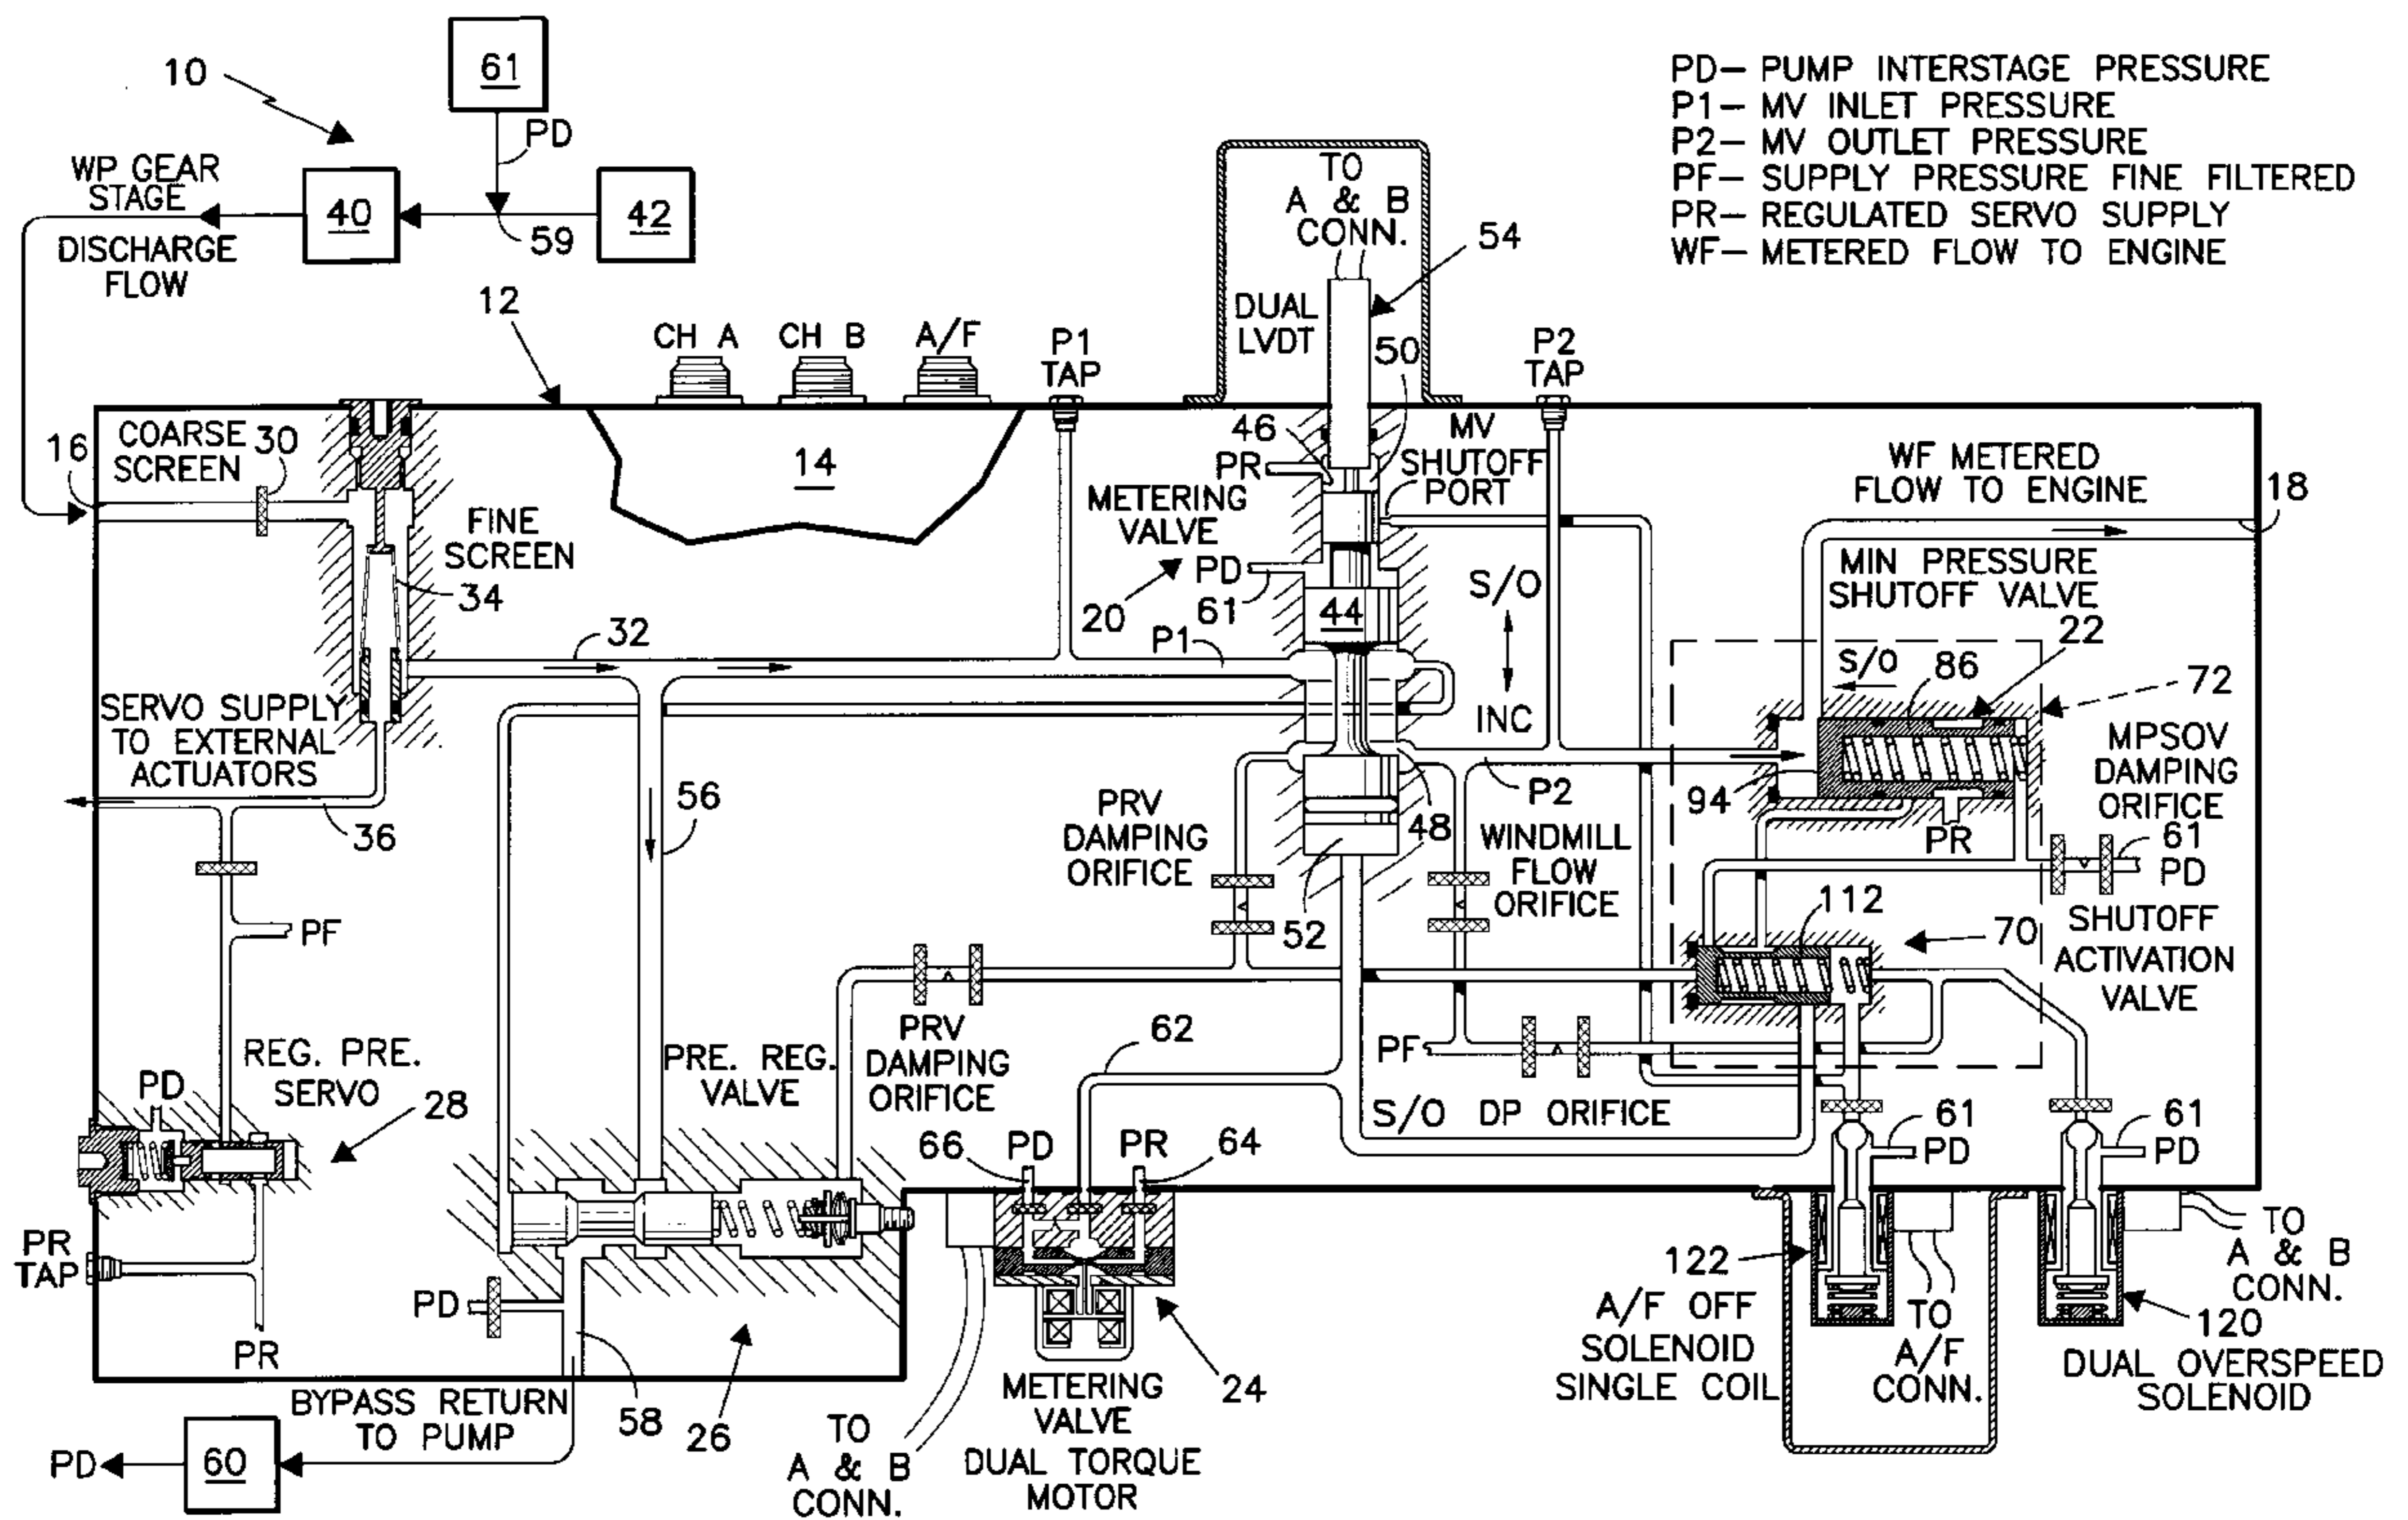 10
61
PD
WP GEAR
STAGE
DISCHARGE
FLOW
40
59
42
PD— PUMP INTERSTAGE PRESSURE
P1— MV INLET PRESSURE
P2— MV OUTLET PRESSURE
PF— SUPPLY PRESSURE FINE FILTERED
PR— REGULATED SERVO SUPPLY
WF— METERED FLOW TO ENGINE
TO
A & B
CONN.
54
12
CH A
CH B
A/F
P1
TAP
DUAL
LVDT
50
P2
TAP
16
COARSE
SCREEN
30
14
46
PR
MV
SHUTOFF
PORT
METERING
VALVE
WF METERED
FLOW TO ENGINE
18
FINE
SCREEN
34
PD
61
20
44
S/O
INC
MIN PRESSURE
SHUTOFF VALVE
22
32
P1
S/O
86
72
SERVO SUPPLY
TO EXTERNAL
ACTUATORS
36
56
PRV
DAMPING
ORIFICE
P2
48
WINDMILL
FLOW
ORIFICE
52
94
PR
MPSOV
DAMPING
ORIFICE
61
PD
112
PF
70
SHUTOFF
ACTIVATION
VALVE
REG. PRE.
SERVO
PD
28
PRE. REG.
VALVE
PRV
DAMPING
ORIFICE
62
PF
S/O DP ORIFICE
66
PD
PR
64
61
PD
61
PD
PR
TAP
PR
PD
58
26
BYPASS RETURN
TO PUMP
PD
60
TO
A & B
CONN.
METERING
VALVE
DUAL TORQUE
MOTOR
24
122
A/F OFF
SOLENOID
SINGLE COIL
TO
A/F
CONN.
TO
A & B
CONN.
120
DUAL OVERSPEED
SOLENOID